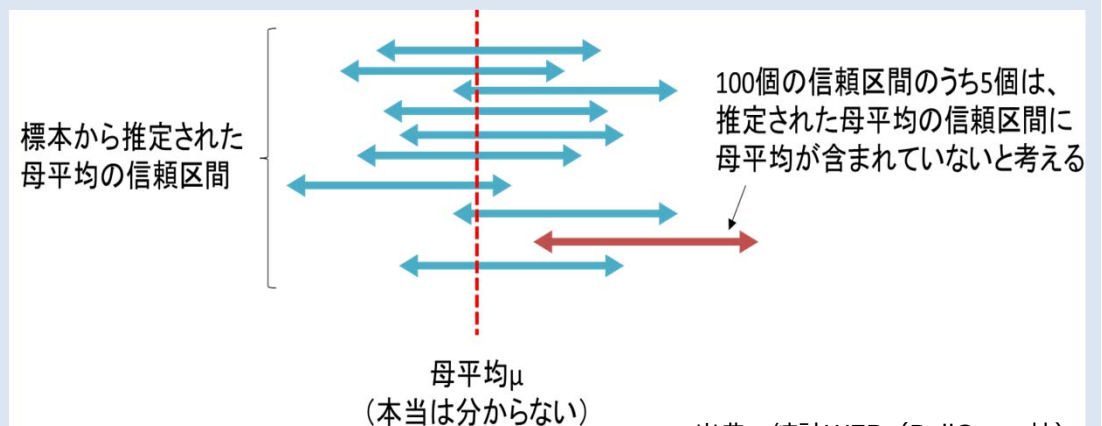 標本から推定された
母平均の信頼区間
100個の信頼区間のうち5個は、
推定された母平均の信頼区間に
母平均が含まれていないと考える
母平均μ
（本当は分からない）